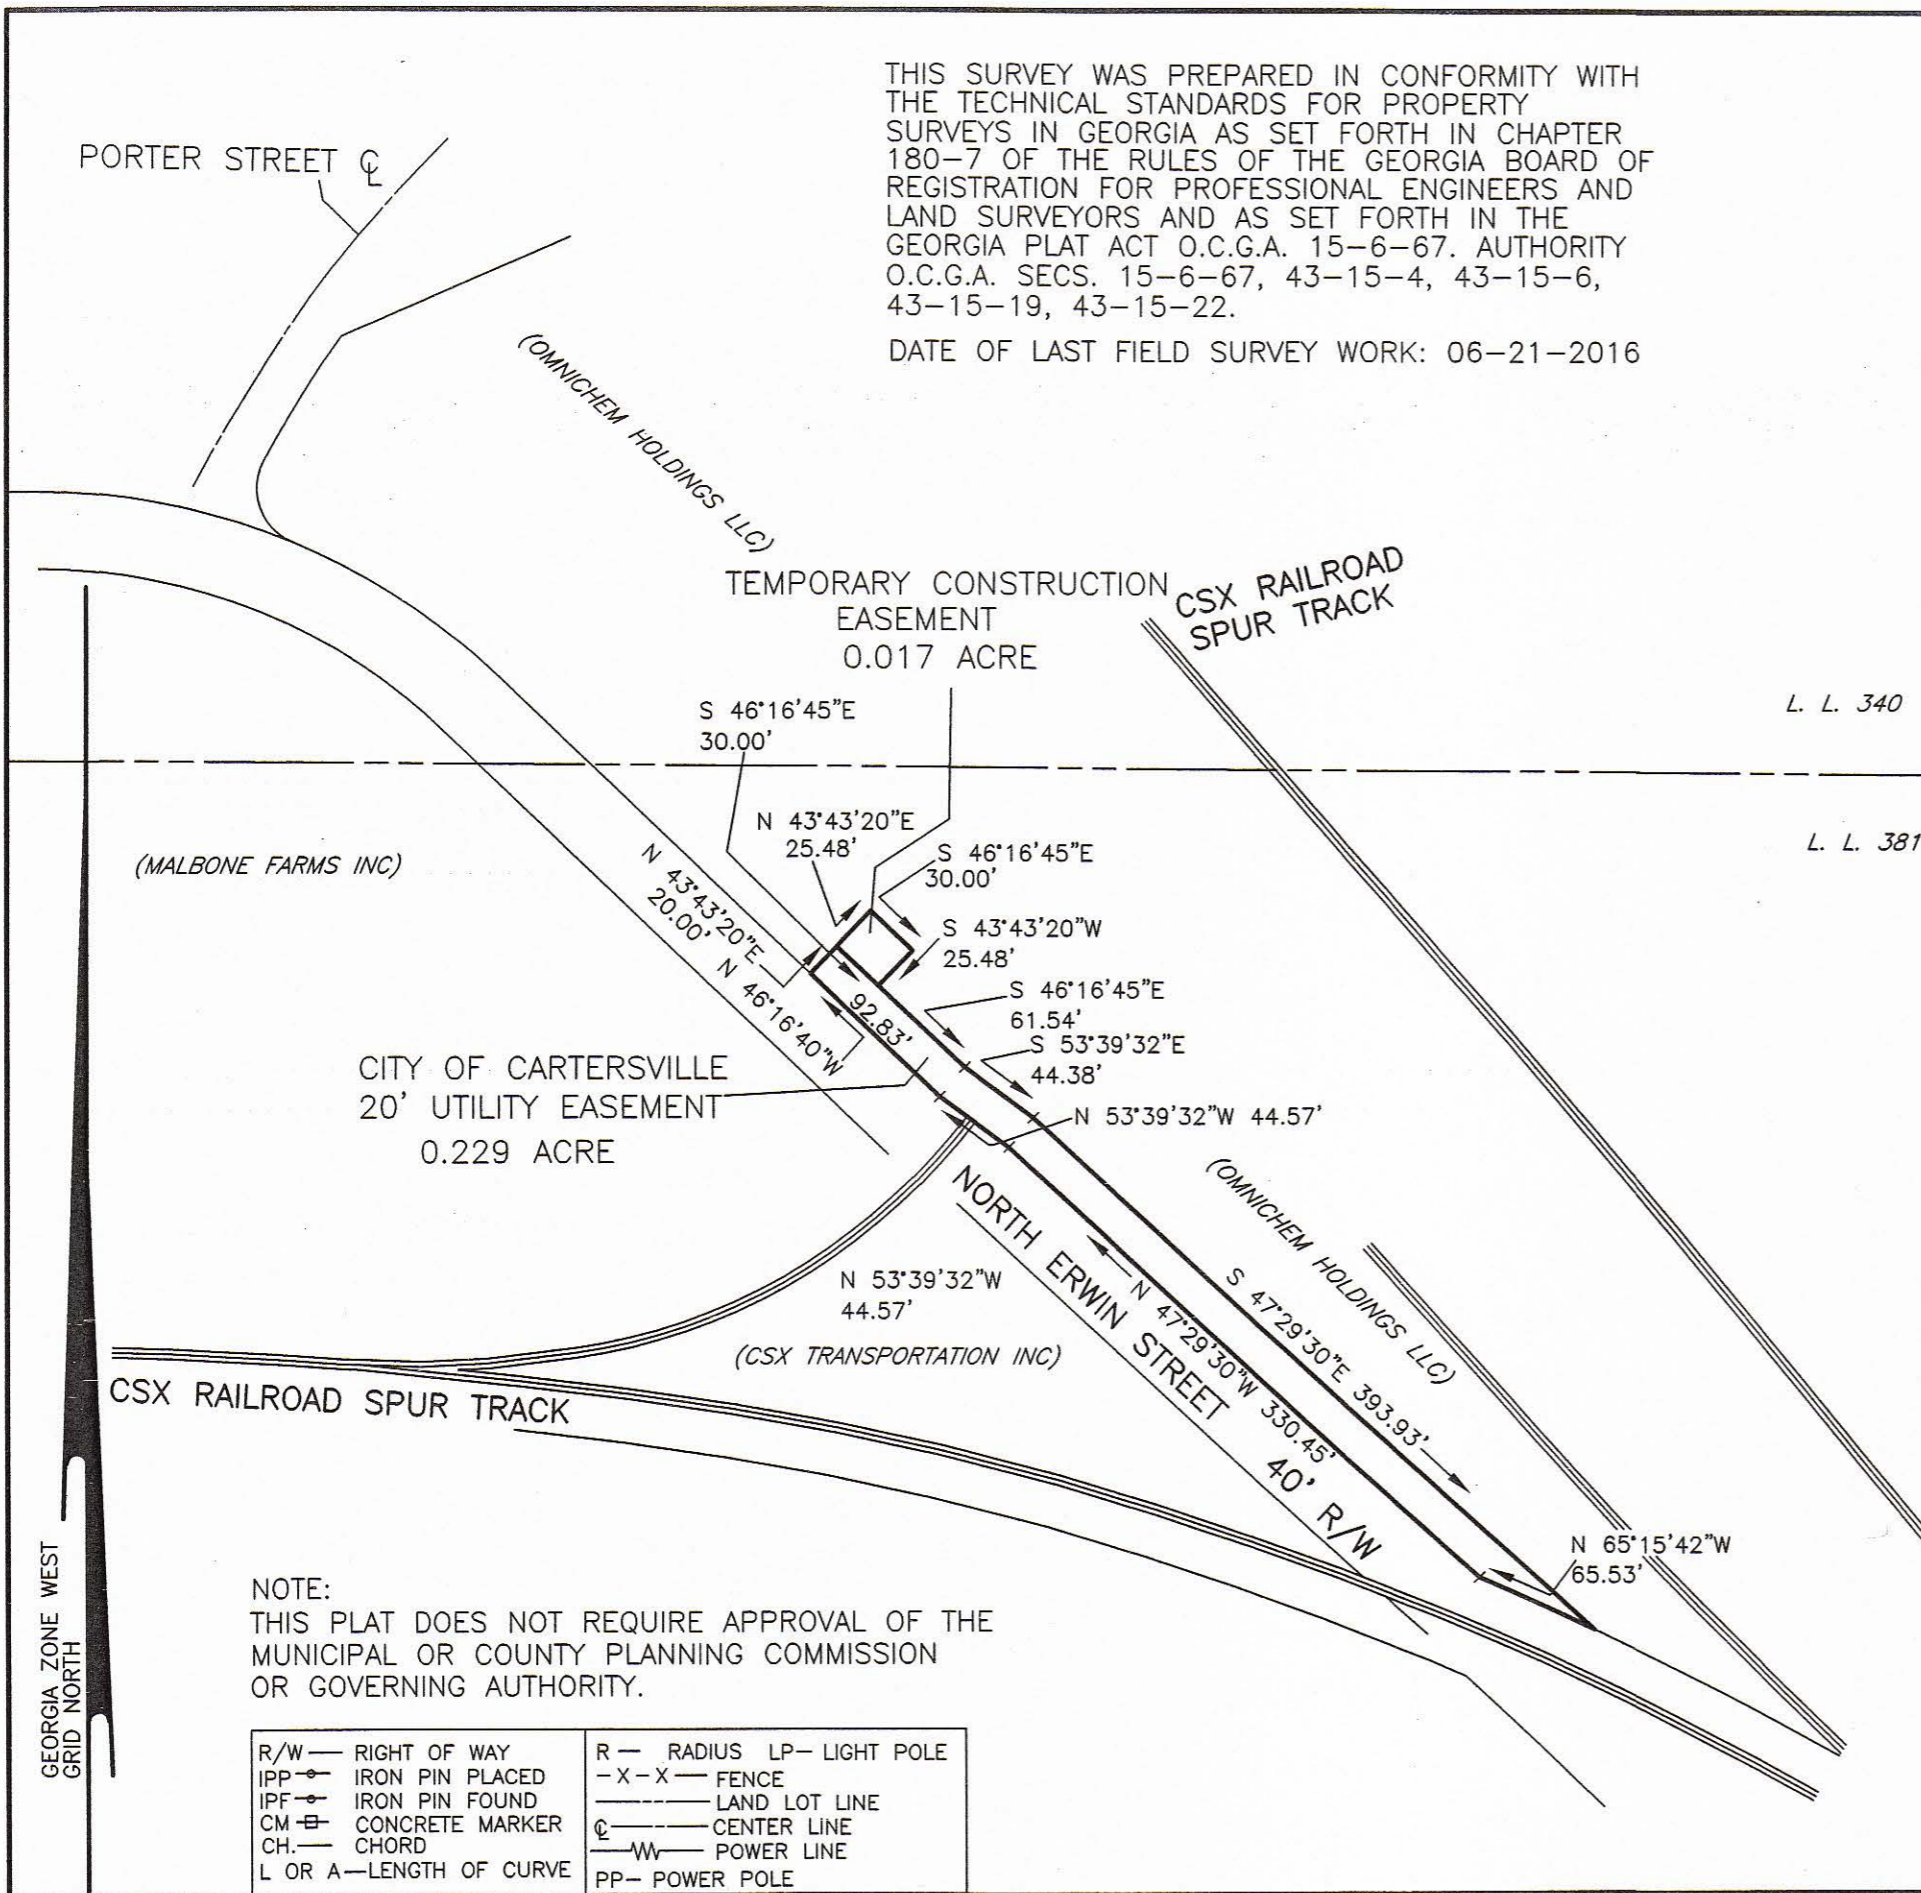 THIS SURVEY WAS PREPARED IN CONFORMITY WITH
THE TECHNICAL STANDARDS FOR PROPERTY
SURVEYS IN GEORGIA AS SET FORTH IN CHAPTER
180-7 OF THE RULES OF THE GEORGIA BOARD OF
REGISTRATION FOR PROFESSIONAL ENGINEERS AND
LAND SURVEYORS AND AS SET FORTH IN THE
GEORGIA PLAT ACT O.C.G.A. 15-6-67. AUTHORITY
O.C.G.A. SECS. 15-6-67, 43-15-4, 43-15-6,
43-15-19, 43-15-22.
DATE OF LAST FIELD SURVEY WORK: 06-21-2016
PORTER STREET ℄
(OMNICHEM HOLDINGS LLC)
TEMPORARY CONSTRUCTION
EASEMENT
0.017 ACRE
CSX RAILROAD
SPUR TRACK
L. L. 340
S 46°16'45"E
30.00'
N 43°43'20"E
25.48'
L. L. 381
(MALBONE FARMS INC)
S 46°16'45"E
30.00'
N 43°43'20"E
20.00'
S 43°43'20"W
25.48'
N 46°16'40"W
92.83'
S 46°16'45"E
61.54'
S 53°39'32"E
44.38'
CITY OF CARTERSVILLE
20' UTILITY EASEMENT
0.229 ACRE
N 53°39'32"W 44.57'
NORTH ERWIN STREET 40' R/W
(OMNICHEM HOLDINGS LLC)
N 53°39'32"W
44.57'
N 47°29'30"W 330.45'
S 47°29'30"E 393.93'
(CSX TRANSPORTATION INC)
CSX RAILROAD SPUR TRACK
N 65°15'42"W
65.53'
GEORGIA ZONE WEST
GRID NORTH
NOTE:
THIS PLAT DOES NOT REQUIRE APPROVAL OF THE
MUNICIPAL OR COUNTY PLANNING COMMISSION
OR GOVERNING AUTHORITY.
R/W — RIGHT OF WAY
IPP IRON PIN PLACED
IPF IRON PIN FOUND
CM CONCRETE MARKER
CH.— CHORD
L OR A—LENGTH OF CURVE
R — RADIUS LP— LIGHT POLE
-X-X— FENCE
LAND LOT LINE
℄ CENTER LINE
POWER LINE
PP— POWER POLE